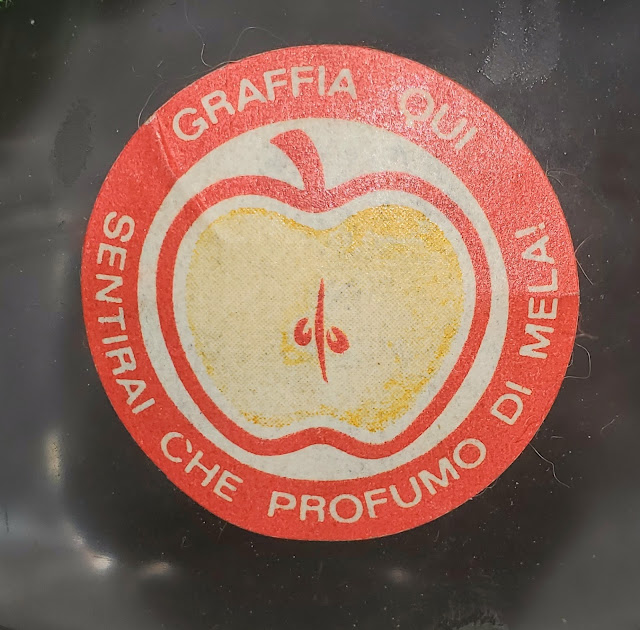 GRAFFIA QUI
SENTIRAI CHE PROFUMO DI MELA!